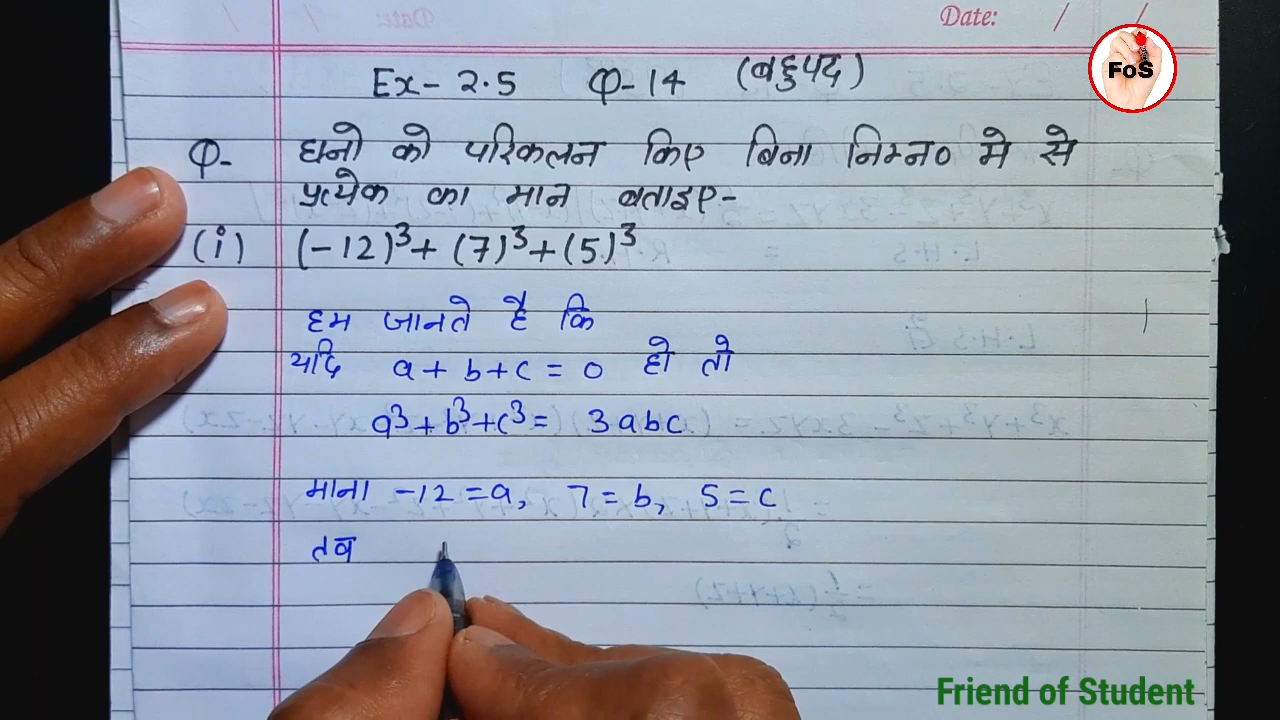 Date: / /
FoS
Ex- 2.5 Q-14 (बहुपद)
Q- घनो को परिकलन किए बिना निम्न० मे से
प्रत्येक का मान बताइए-
(i) (-12)³+ (7)³+(5)³
हम जानते है कि
यदि a + b + c = 0 हो तो
a³ + b³ + c³ = 3abc
माना -12 = a, 7 = b, 5 = c
तब
Friend of Student